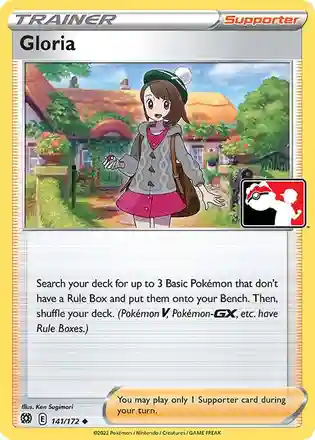 TRAINER
Supporter
Gloria
Search your deck for up to 3 Basic Pokémon that don't
have a Rule Box and put them onto your Bench. Then,
shuffle your deck. (Pokémon V, Pokémon-GX, etc. have
Rule Boxes.)
Illus. Ken Sugimori
E 141/172
You may play only 1 Supporter card during
your turn.
©2022 Pokémon / Nintendo / Creatures / GAME FREAK